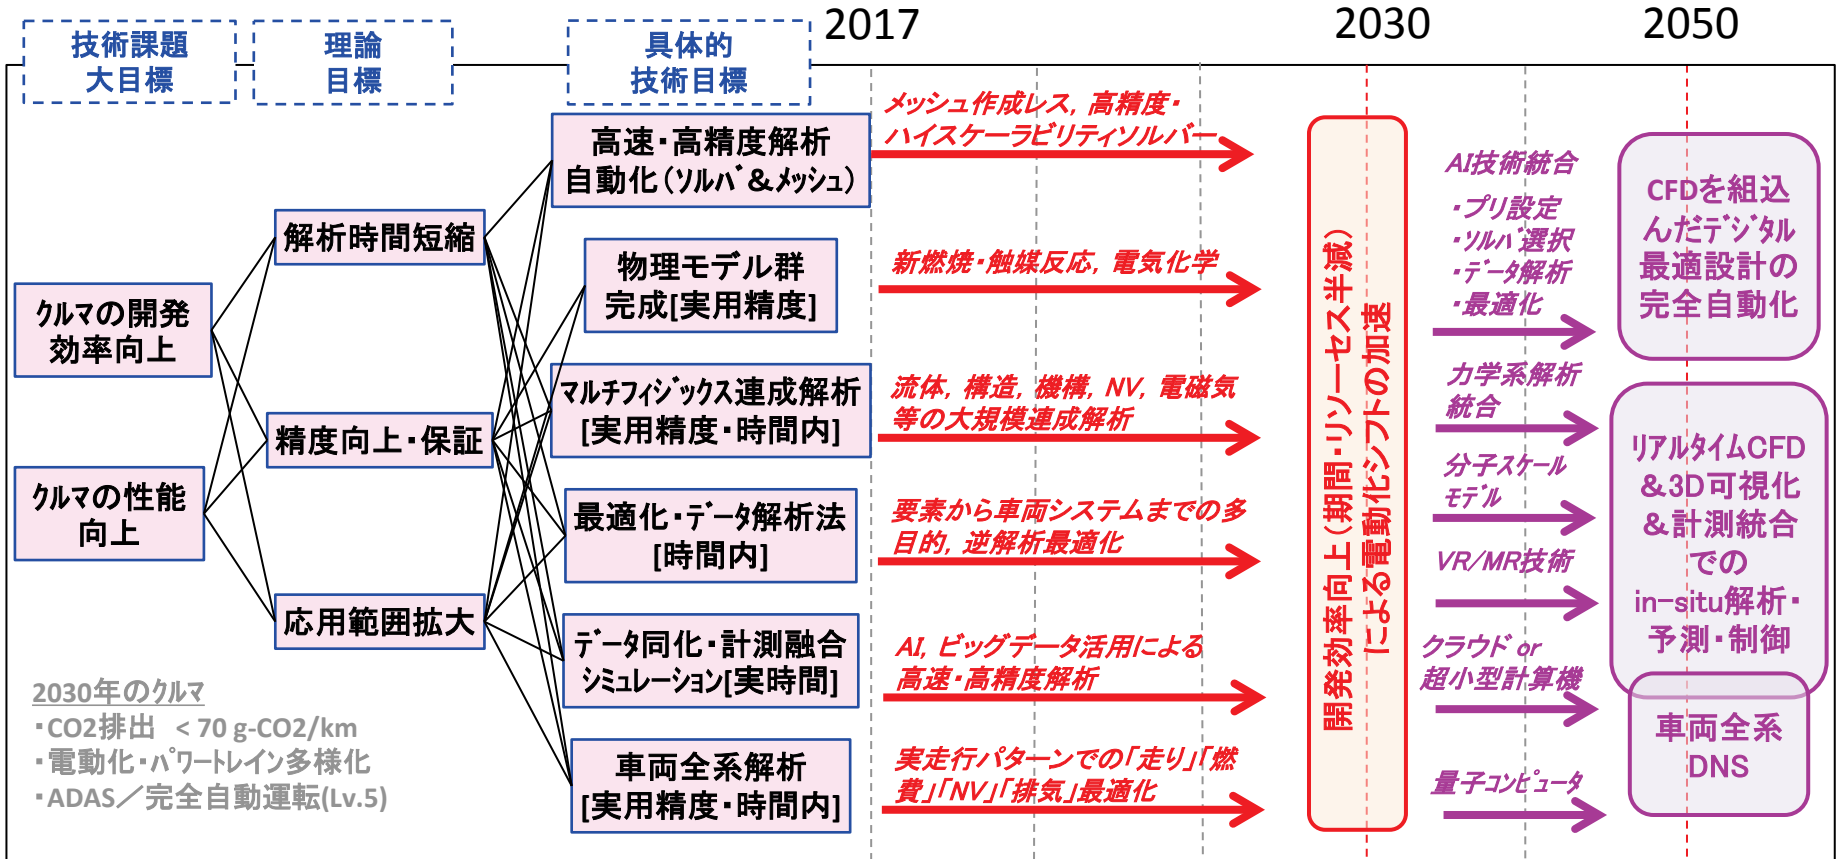 2017
2030
2050
技術課題
大目標
理論
目標
具体的
技術目標
クルマの開発
効率向上
クルマの性能
向上
解析時間短縮
精度向上・保証
応用範囲拡大
高速・高精度解析
自動化(ソルバ&メッシュ)
物理モデル群
完成[実用精度]
マルチフィジックス連成解析
[実用精度・時間内]
最適化・データ解析法
[時間内]
データ同化・計測融合
シミュレーション[実時間]
車両全系解析
[実用精度・時間内]
メッシュ作成レス, 高精度・
ハイスケーラビリティソルバー
新燃焼・触媒反応, 電気化学
流体, 構造, 機構, NV, 電磁気
等の大規模連成解析
要素から車両システムまでの多
目的, 逆解析最適化
AI, ビッグデータ活用による
高速・高精度解析
実走行パターンでの「走り」「燃
費」「NV」「排気」最適化
開発効率向上(期間・リソーセス半減)
による電動化シフトの加速
AI技術統合
・プリ設定
・ソルバ選択
・データ解析
・最適化
力学系解析
統合
分子スケール
モデル
VR/MR技術
クラウド or
超小型計算機
量子コンピュータ
CFDを組込
んだデジタル
最適設計の
完全自動化
リアルタイムCFD
&3D可視化
&計測統合
での
in-situ解析・
予測・制御
車両全系
DNS
2030年のクルマ
・CO2排出 < 70 g-CO2/km
・電動化・パワートレイン多様化
・ADAS/完全自動運転(Lv.5)